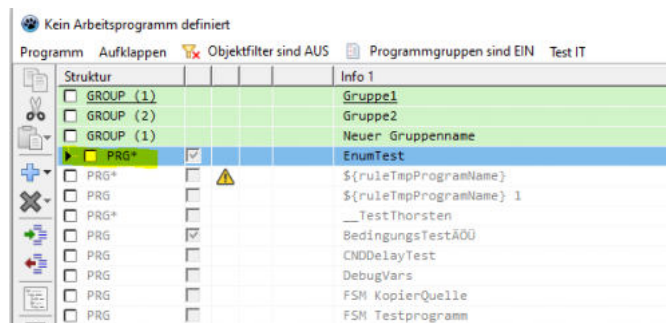 Kein Arbeitsprogramm definiert
Programm Aufklappen Objektfilter sind AUS Programmgruppen sind EIN Test IT
Struktur Info 1
GROUP (1) Gruppe1
GROUP (2) Gruppe2
GROUP (1) Neuer Gruppenname
PRG* EnumTest
PRG* ${ruleTmpProgramName}
PRG ${ruleTmpProgramName} 1
PRG* __TestThorsten
PRG BedingungsTestÄÖÜ
PRG CNDDelayTest
PRG DebugVars
PRG FSM KopierQuelle
PRG FSM Testprogramm